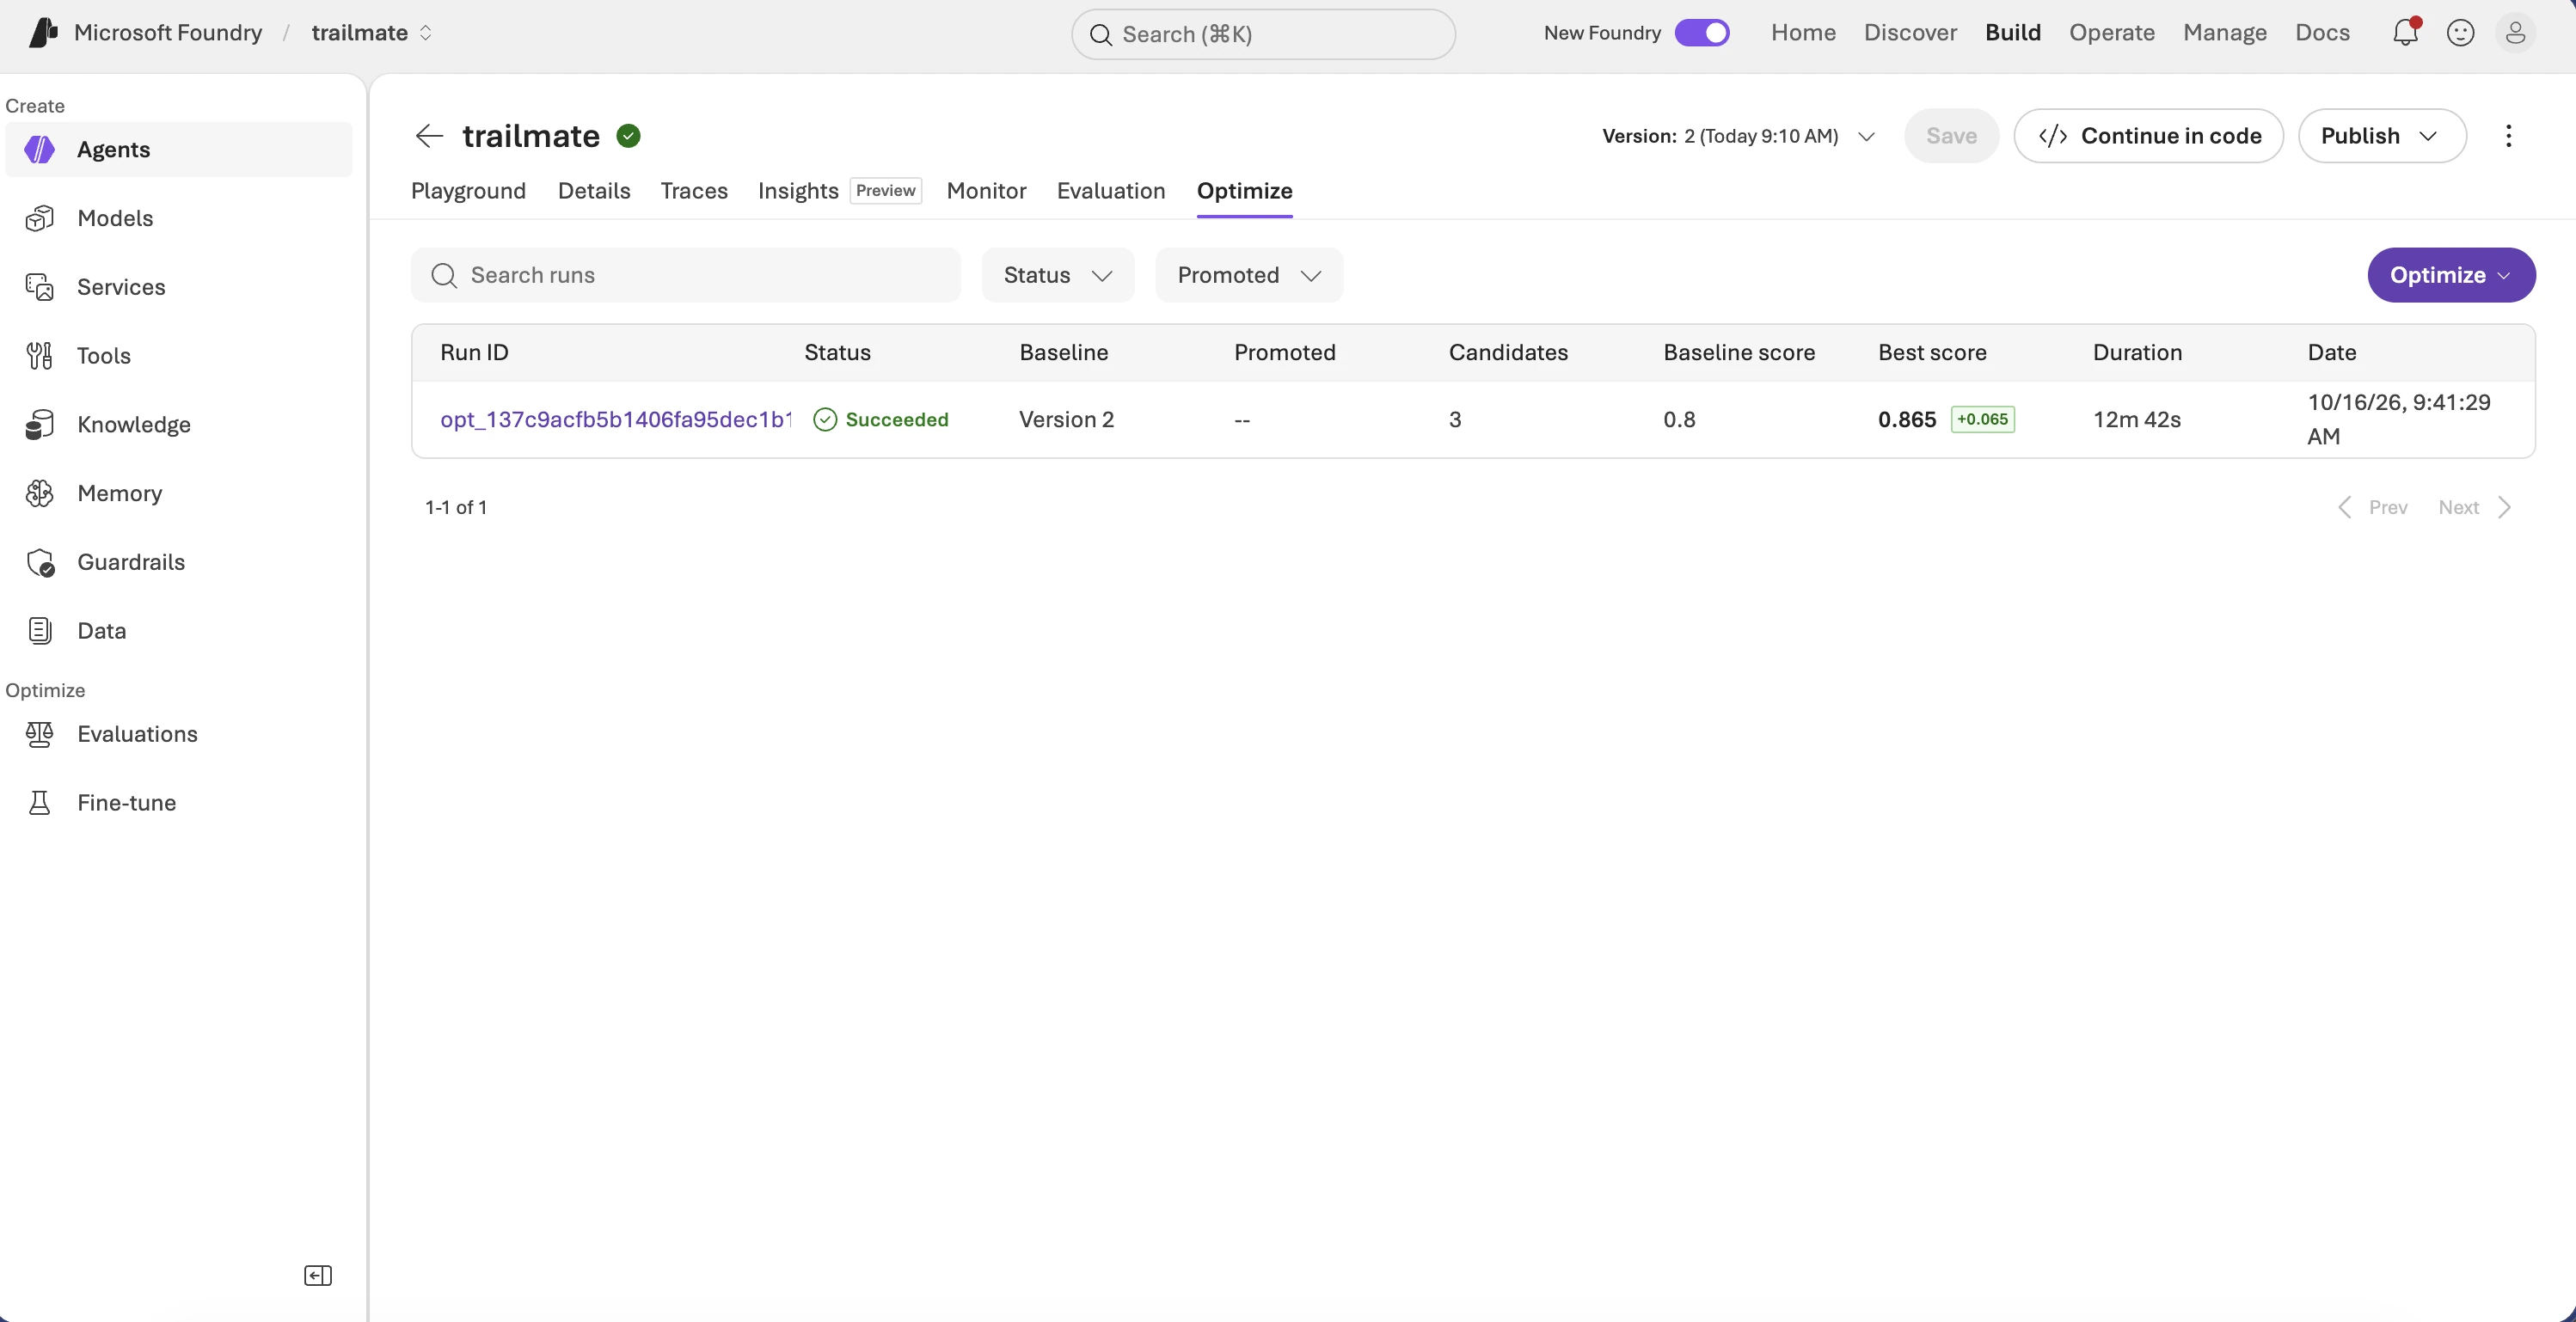 Microsoft Foundry / trailmate
Search (⌘K)
New Foundry
Home Discover Build Operate Manage Docs
Create
Agents
Models
Services
Tools
Knowledge
Memory
Guardrails
Data
Optimize
Evaluations
Fine-tune
trailmate
Version: 2 (Today 9:10 AM)
Save
</> Continue in code
Publish
Playground Details Traces Insights Preview Monitor Evaluation Optimize
Search runs
Status
Promoted
Optimize
Run ID Status Baseline Promoted Candidates Baseline score Best score Duration Date
opt_137c9acfb5b1406fa95dec1b1 Succeeded Version 2 -- 3 0.8 0.865 +0.065 12m 42s 10/16/26, 9:41:29
AM
1-1 of 1
Prev Next